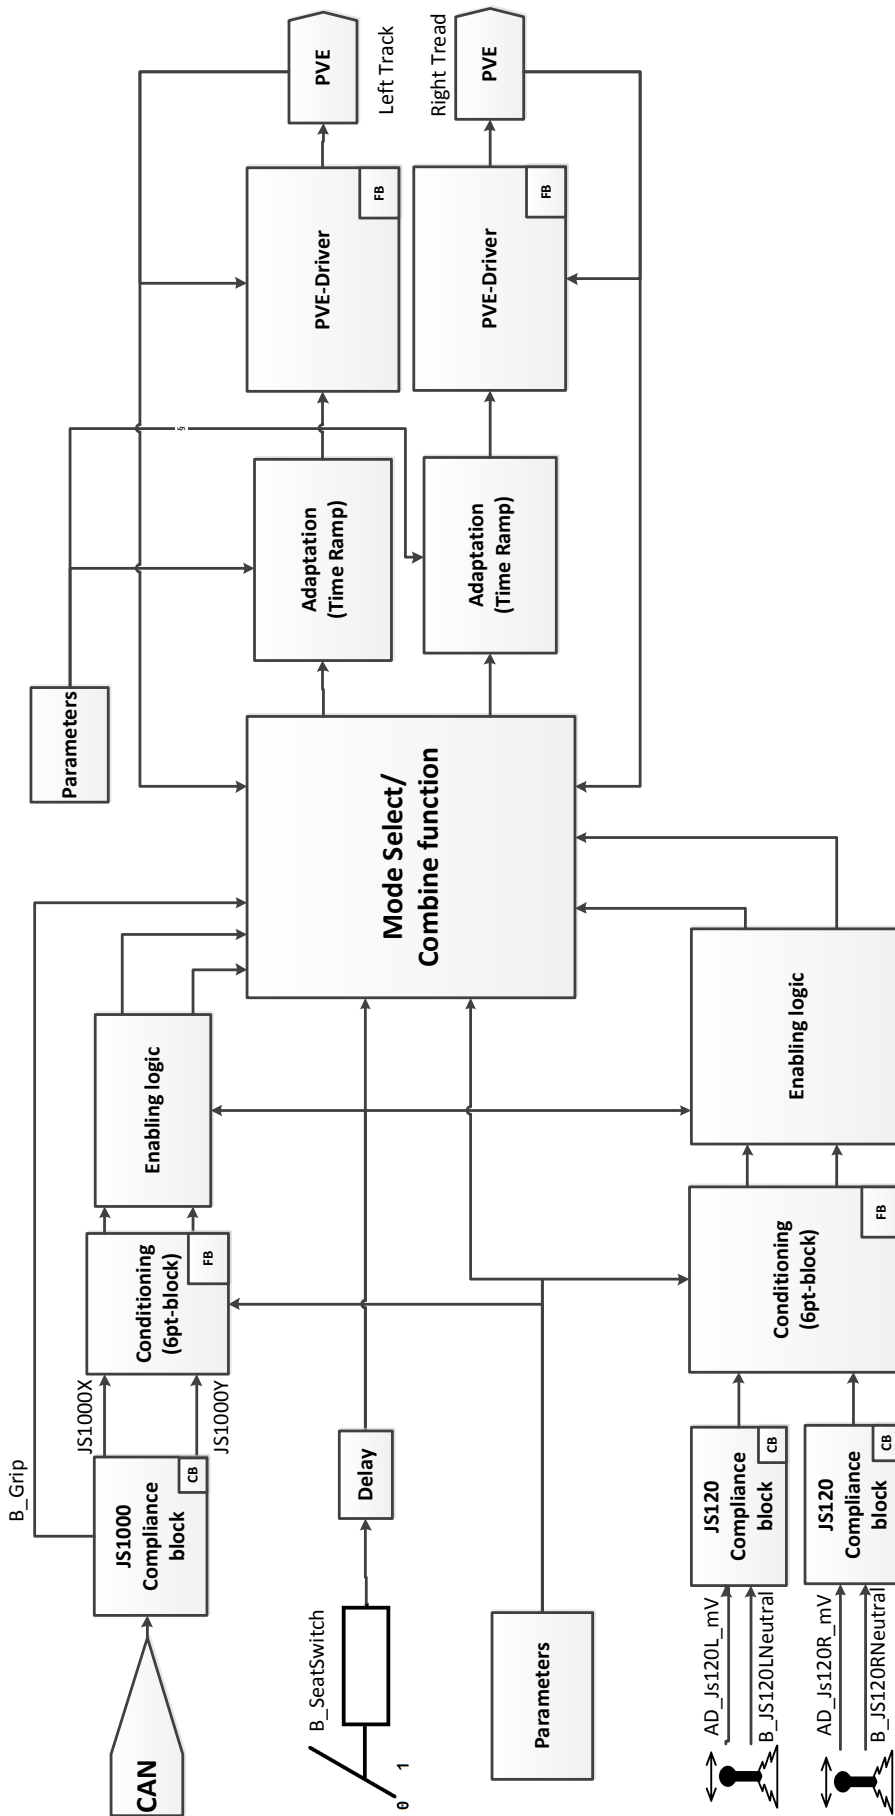 CAN
B_Grip
JS1000
Compliance
block
CB
JS1000X
JS1000Y
Conditioning
(6pt-block)
FB
Enabling logic
B_SeatSwitch
0
1
Delay
Parameters
AD_Js120L_mV
B_JS120LNeutral
AD_Js120R_mV
B_JS120RNeutral
JS120
Compliance
block
CB
JS120
Compliance
block
CB
Conditioning
(6pt-block)
FB
Enabling logic
Mode Select/
Combine function
Parameters
Adaptation
(Time Ramp)
Adaptation
(Time Ramp)
PVE-Driver
FB
PVE-Driver
FB
PVE
Left Track
Right Tread
PVE